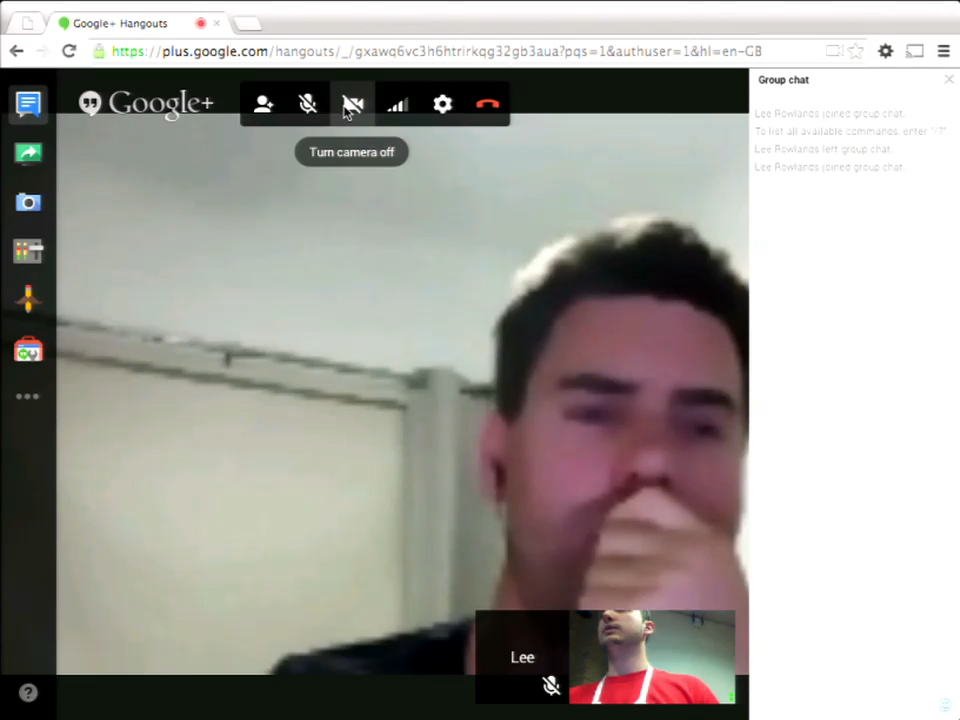 Google+ Hangouts
https://plus.google.com/hangouts/_/gxawq6vc3h6htrirkqg32gb3aua?pqs=1&authuser=1&hl=en-GB
Google+
Group chat
Turn camera off
Lee Rowlands joined group chat.
To list all available commands, enter "/?"
Lee Rowlands left group chat.
Lee Rowlands joined group chat.
Lee